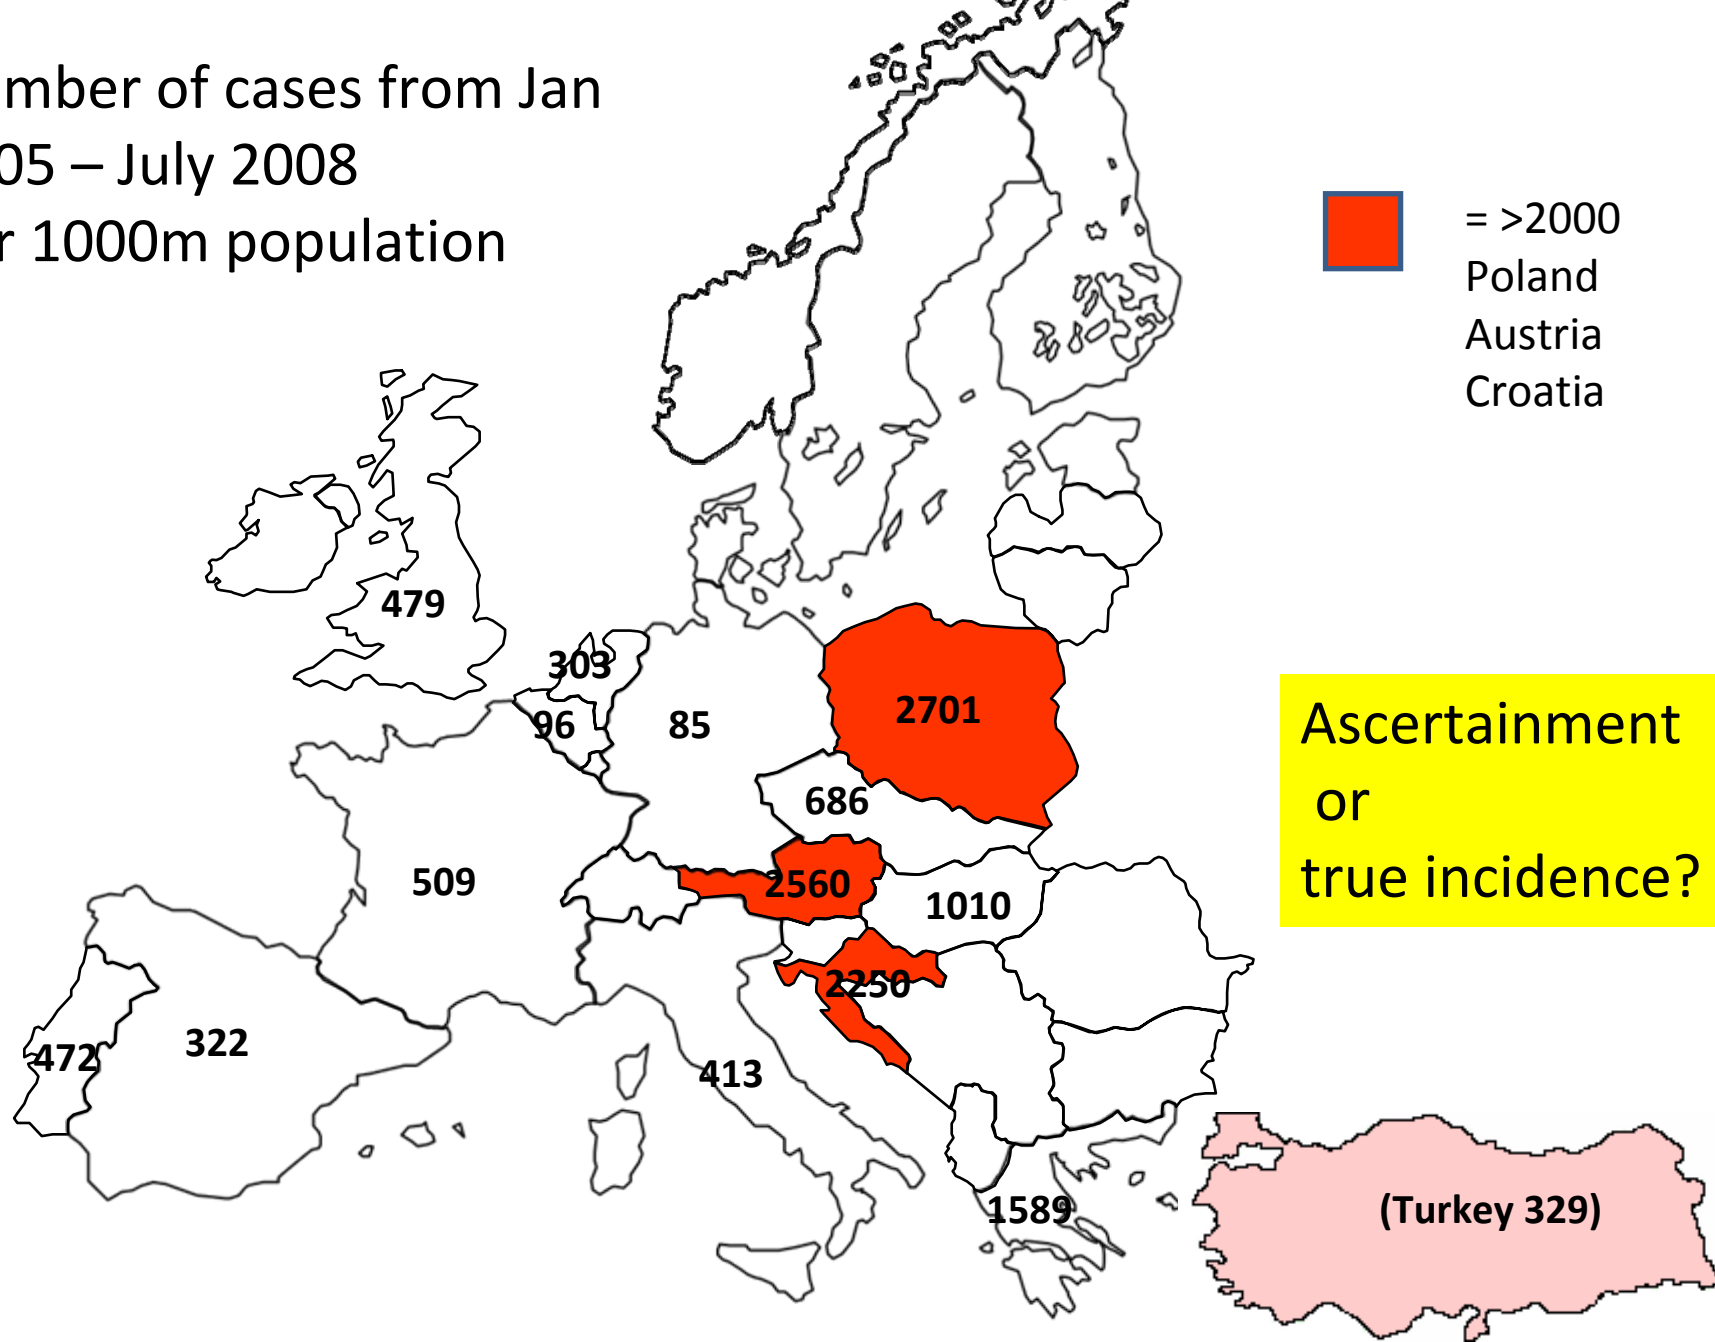 mber of cases from Jan
05 – July 2008
r 1000m population
= >2000
Poland
Austria
Croatia
479
303
96
85
2701
Ascertainment
or
true incidence?
686
509
2560
1010
2250
472
322
413
1589
(Turkey 329)